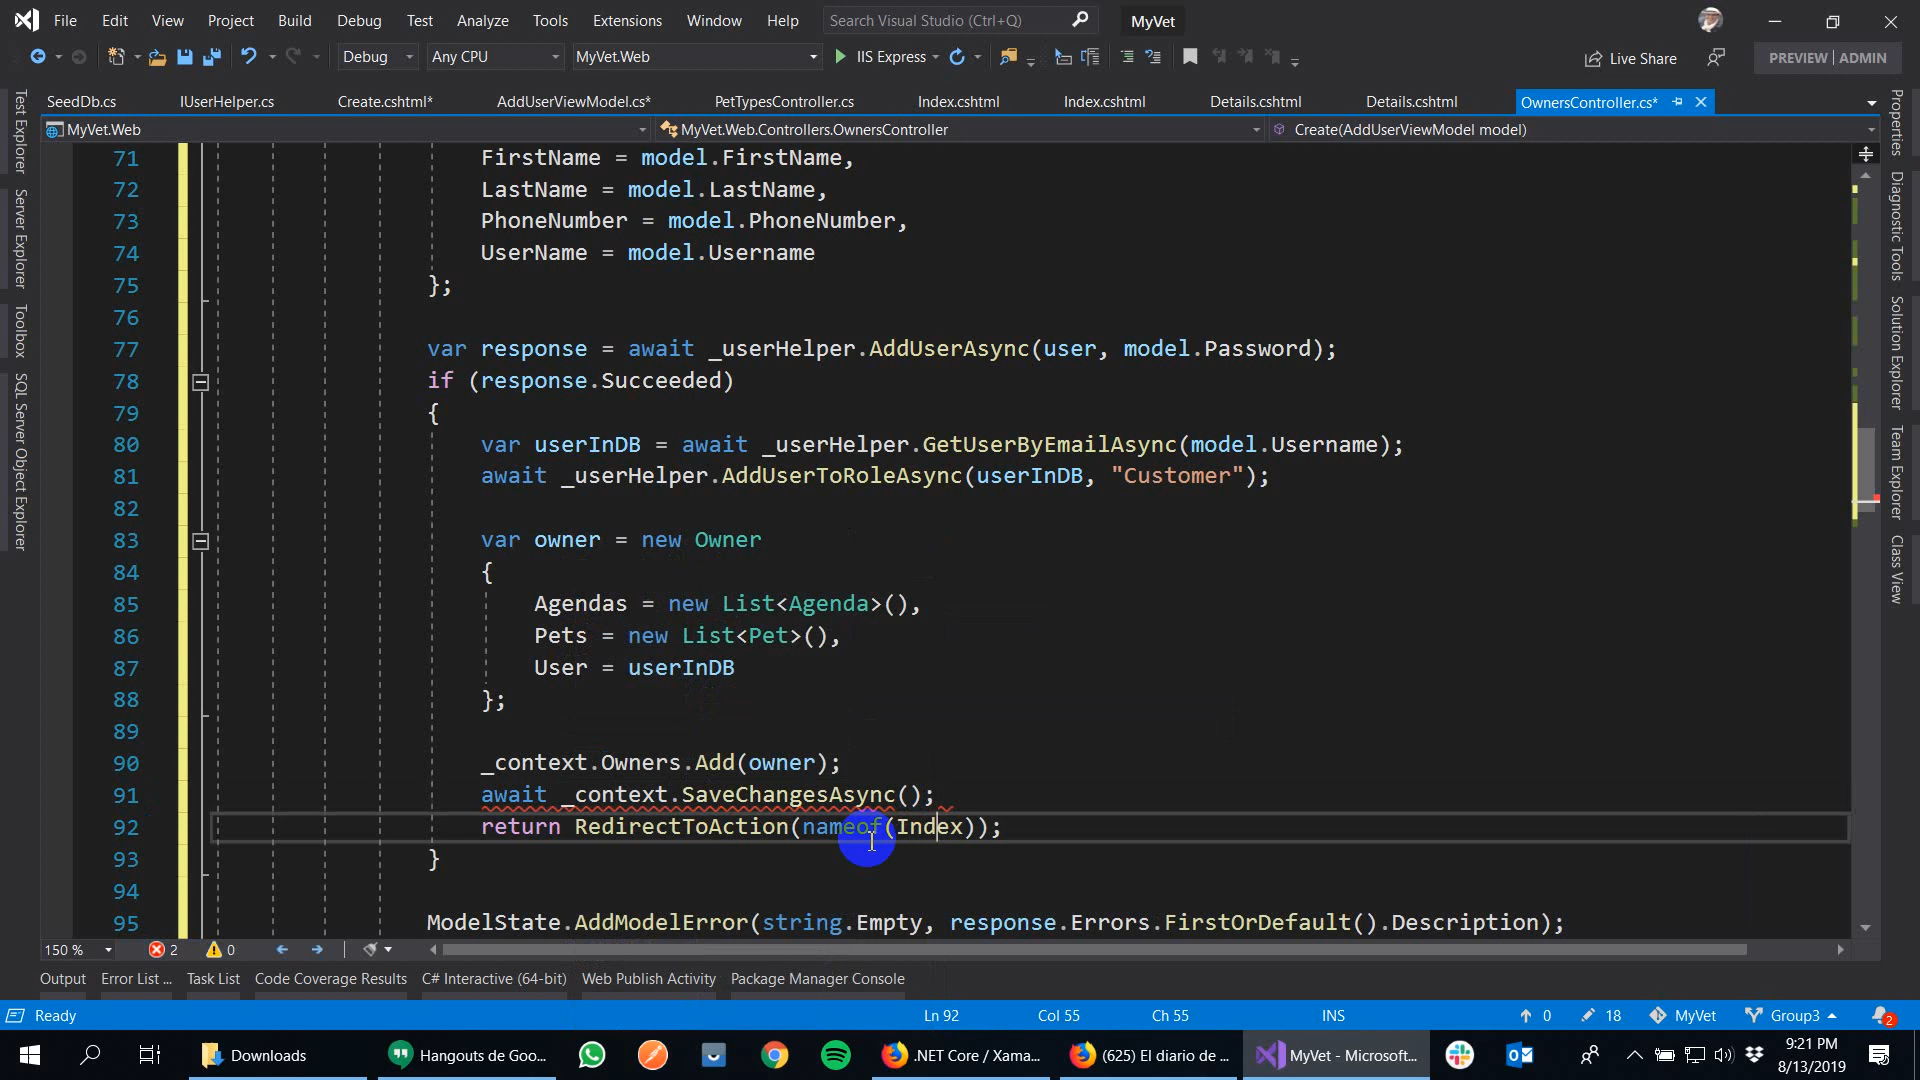 File Edit View Project Build Debug Test Analyze Tools Extensions Window Help Search Visual Studio (Ctrl+Q) MyVet
Debug Any CPU MyVet.Web IIS Express Live Share PREVIEW | ADMIN
SeedDb.cs IUserHelper.cs Create.cshtml* AddUserViewModel.cs* PetTypesController.cs Index.cshtml Index.cshtml Details.cshtml Details.cshtml OwnersController.cs*
MyVet.Web MyVet.Web.Controllers.OwnersController Create(AddUserViewModel model)
Test Explorer
Server Explorer
Toolbox
SQL Server Object Explorer
71 FirstName = model.FirstName,
72 LastName = model.LastName,
73 PhoneNumber = model.PhoneNumber,
74 UserName = model.Username
75 };
76
77 var response = await _userHelper.AddUserAsync(user, model.Password);
78 if (response.Succeeded)
79 {
80 var userInDB = await _userHelper.GetUserByEmailAsync(model.Username);
81 await _userHelper.AddUserToRoleAsync(userInDB, "Customer");
82
83 var owner = new Owner
84 {
85 Agendas = new List<Agenda>(),
86 Pets = new List<Pet>(),
87 User = userInDB
88 };
89
90 _context.Owners.Add(owner);
91 await _context.SaveChangesAsync();
92 return RedirectToAction(nameof(Index));
93 }
94
95 ModelState.AddModelError(string.Empty, response.Errors.FirstOrDefault().Description);
Properties
Diagnostic Tools
Solution Explorer
Team Explorer
Class View
150 % 2 0
Output Error List ... Task List Code Coverage Results C# Interactive (64-bit) Web Publish Activity Package Manager Console
Ready Ln 92 Col 55 Ch 55 INS 0 18 MyVet Group3 2
Downloads Hangouts de Goo... .NET Core / Xama... (625) El diario de ... MyVet - Microsoft... 9:21 PM
8/13/2019